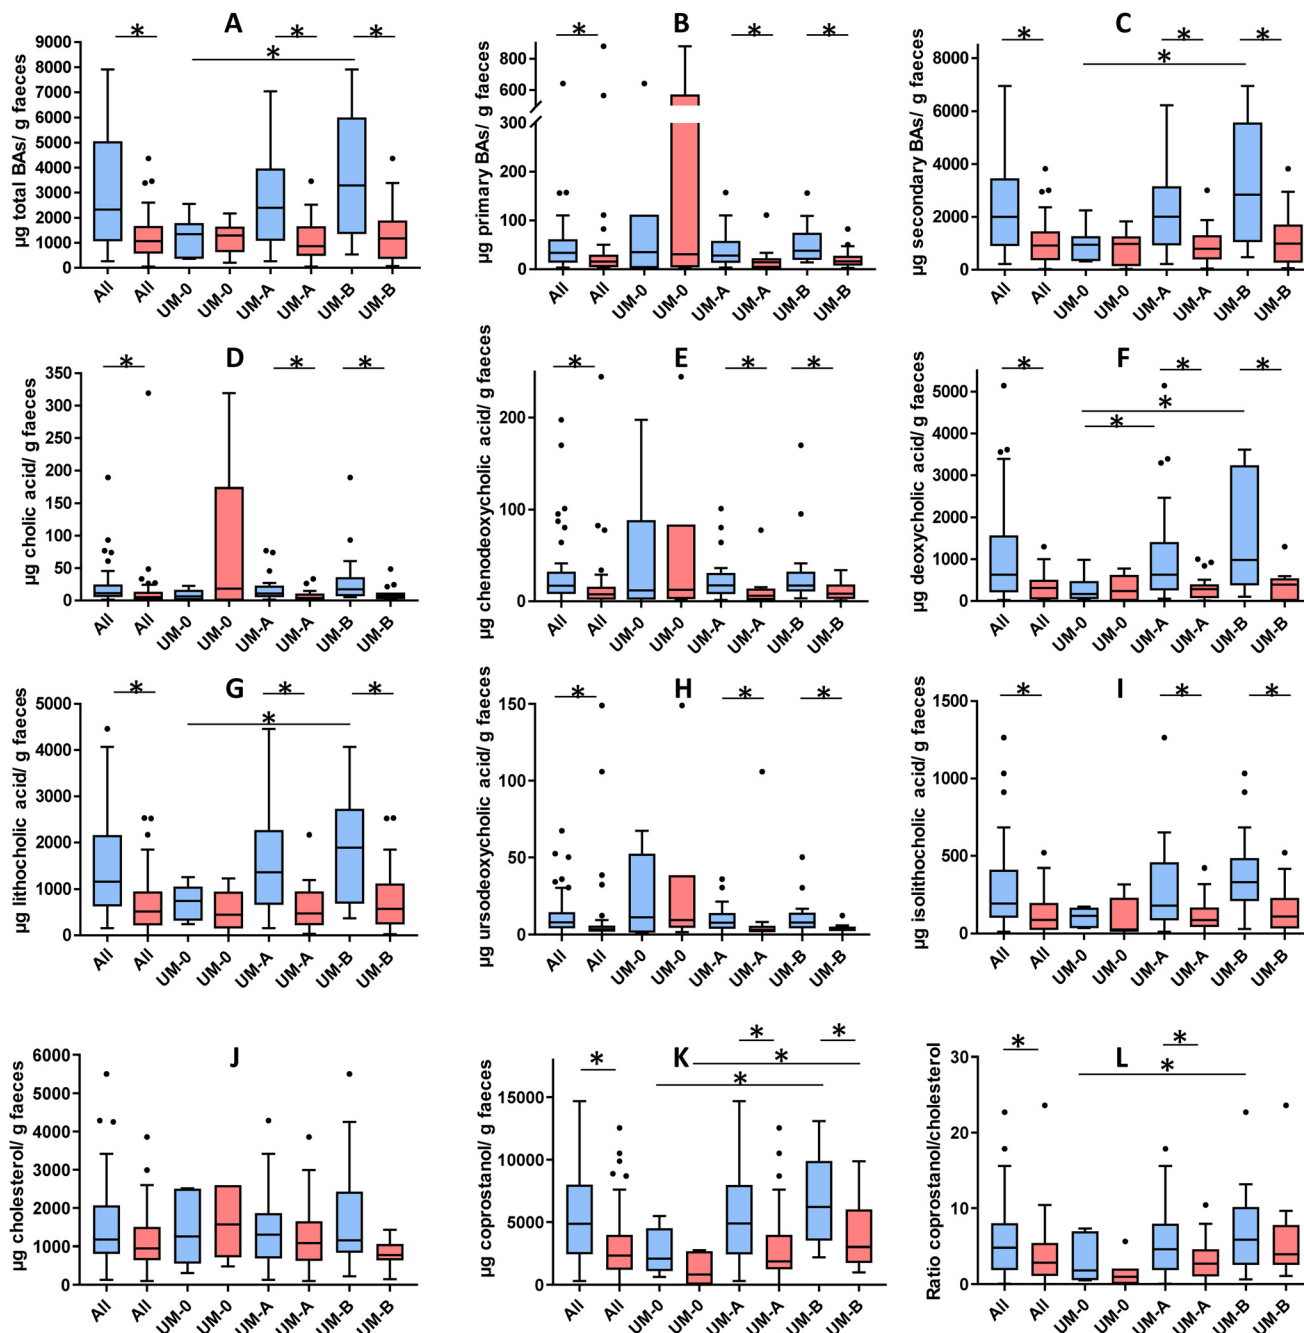 A
* * *
*
µg total BAs/ g faeces
9000
8000
7000
6000
5000
4000
3000
2000
1000
0
All All UM-0 UM-0 UM-A UM-A UM-B UM-B
B
* * *
µg primary BAs/ g faeces
800
600
300
200
100
0
All All UM-0 UM-0 UM-A UM-A UM-B UM-B
C
* * *
*
µg secondary BAs/ g faeces
8000
6000
4000
2000
0
All All UM-0 UM-0 UM-A UM-A UM-B UM-B
D
* * *
µg cholic acid/ g faeces
350
300
250
200
150
100
50
0
All All UM-0 UM-0 UM-A UM-A UM-B UM-B
E
* * *
µg chenodeoxycholic acid/ g faeces
200
100
0
All All UM-0 UM-0 UM-A UM-A UM-B UM-B
F
* * *
*
*
µg deoxycholic acid/ g faeces
5000
4000
3000
2000
1000
0
All All UM-0 UM-0 UM-A UM-A UM-B UM-B
G
* * *
*
µg lithocholic acid/ g faeces
5000
4000
3000
2000
1000
0
All All UM-0 UM-0 UM-A UM-A UM-B UM-B
H
* * *
µg ursodeoxycholic acid/ g faeces
150
100
50
0
All All UM-0 UM-0 UM-A UM-A UM-B UM-B
I
* * *
µg isolithocholic acid/ g faeces
1500
1000
500
0
All All UM-0 UM-0 UM-A UM-A UM-B UM-B
J
µg cholesterol/ g faeces
6000
5000
4000
3000
2000
1000
0
All All UM-0 UM-0 UM-A UM-A UM-B UM-B
K
* *
* *
*
µg coprostanol/ g faeces
15000
10000
5000
0
All All UM-0 UM-0 UM-A UM-A UM-B UM-B
L
* *
*
Ratio coprostanol/cholesterol
30
20
10
0
All All UM-0 UM-0 UM-A UM-A UM-B UM-B